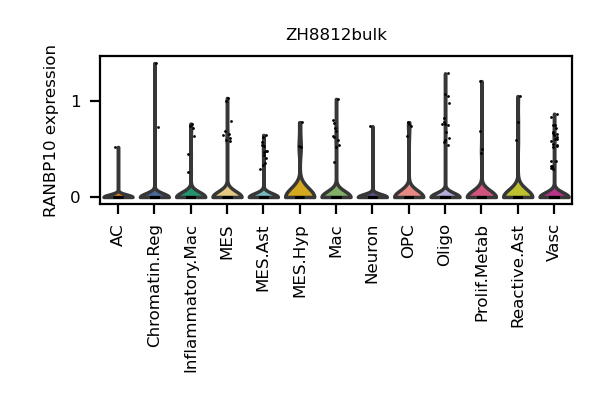 ZH8812bulk
RANBP10 expression
1
0
AC
Chromatin.Reg
Inflammatory.Mac
MES
MES.Ast
MES.Hyp
Mac
Neuron
OPC
Oligo
Prolif.Metab
Reactive.Ast
Vasc